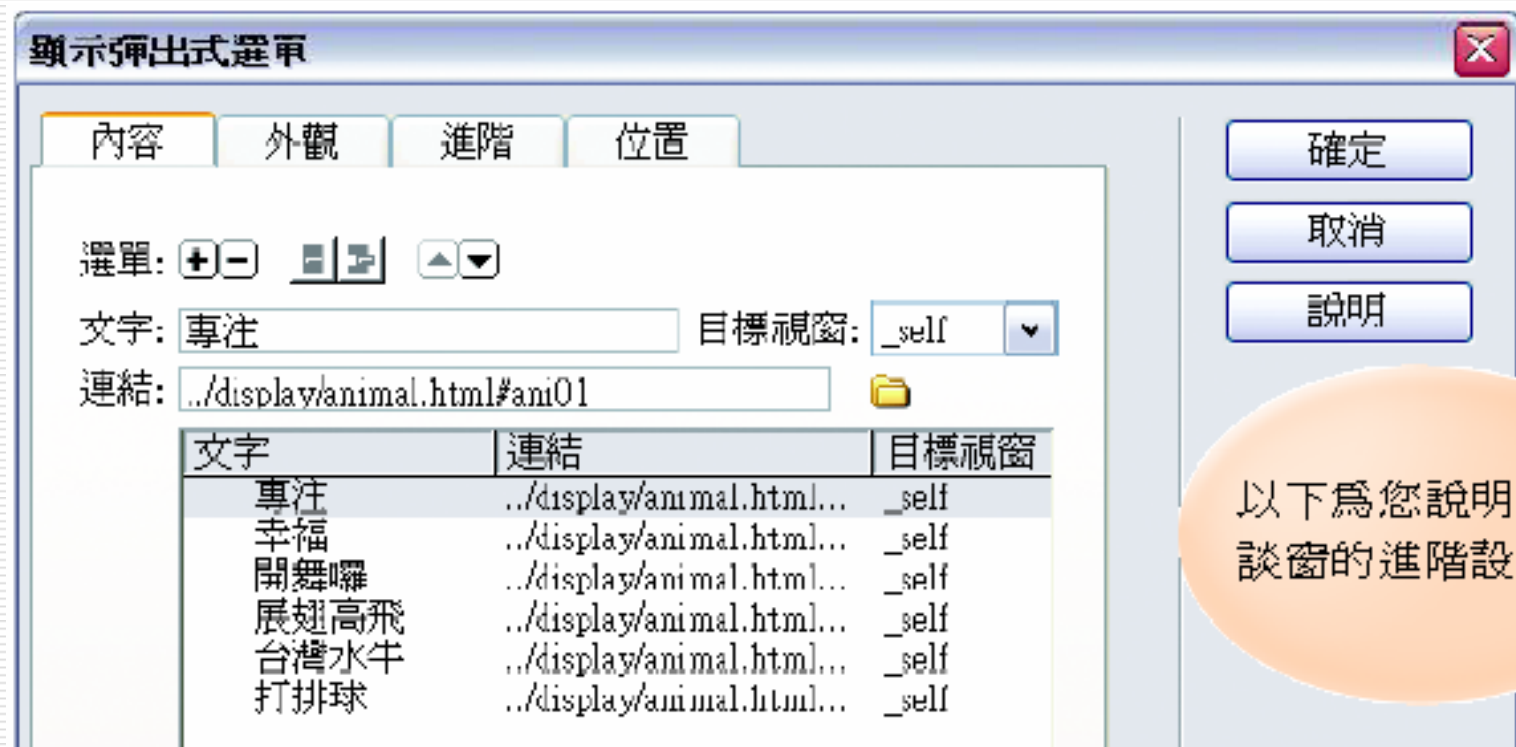 顯示彈出式選單
內容 外觀 進階 位置
確定
取消
說明
選單:
文字: 專注 目標視窗: _self
連結: ../display/animal.html#ani01
文字 連結 目標視窗
專注 ../display/animal.html... _self
幸福 ../display/animal.html... _self
開舞囉 ../display/animal.html... _self
展翅高飛 ../display/animal.html... _self
台灣水牛 ../display/animal.html... _self
打排球 ../display/animal.html... _self
以下為您說明
談窗的進階設